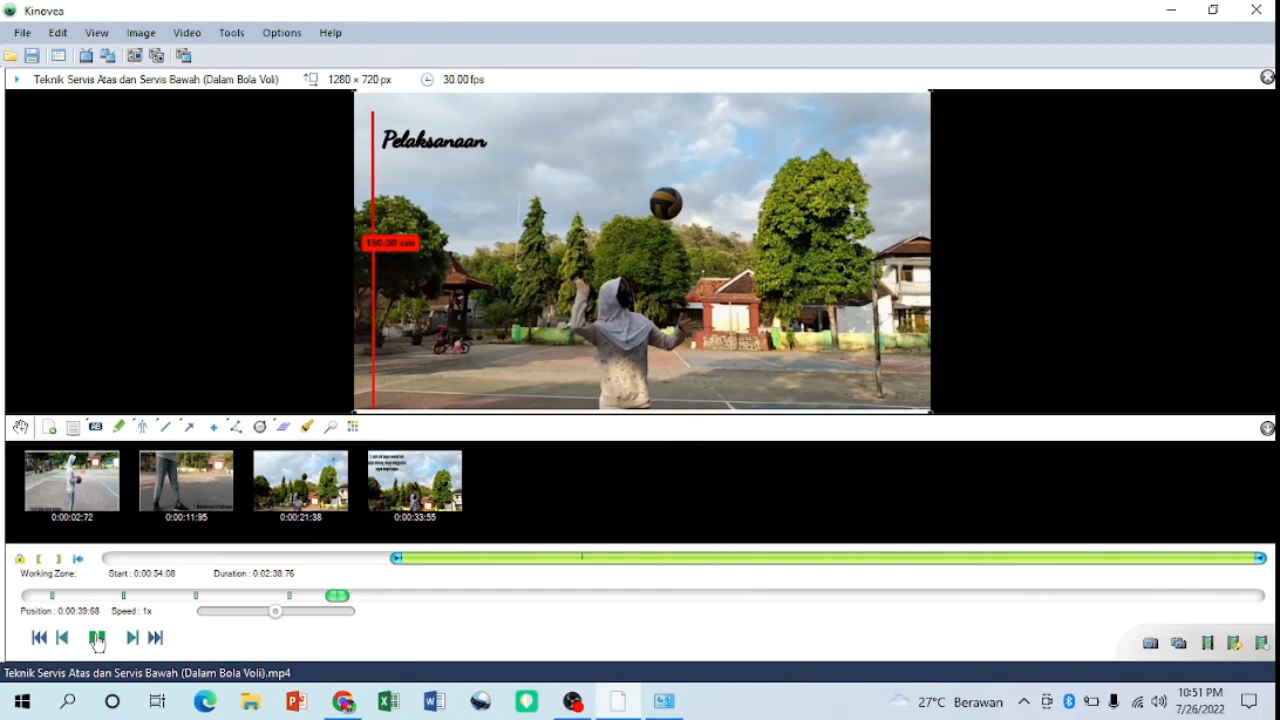 Kinovea
File Edit View Image Video Tools Options Help
Teknik Servis Atas dan Servis Bawah (Dalam Bola Voli) 1280 × 720 px 30.00 fps
Pelaksanaan
150.00 cm
0:00:02:72 0:00:11:95 0:00:21:38 0:00:33:55
Working Zone: Start : 0:00:54:08 Duration : 0:02:38:76
Position : 0:00:39:68 Speed : 1x
Teknik Servis Atas dan Servis Bawah (Dalam Bola Voli).mp4
27°C Berawan 10:51 PM
7/26/2022